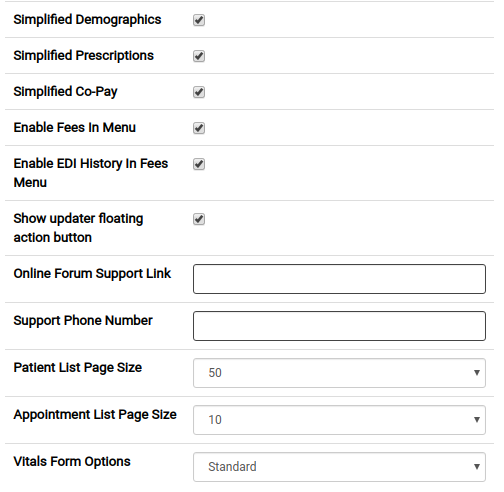 Simplified Demographics
Simplified Prescriptions
Simplified Co-Pay
Enable Fees In Menu
Enable EDI History In Fees
Menu
Show updater floating
action button
Online Forum Support Link
Support Phone Number
Patient List Page Size
50
Appointment List Page Size
10
Vitals Form Options
Standard